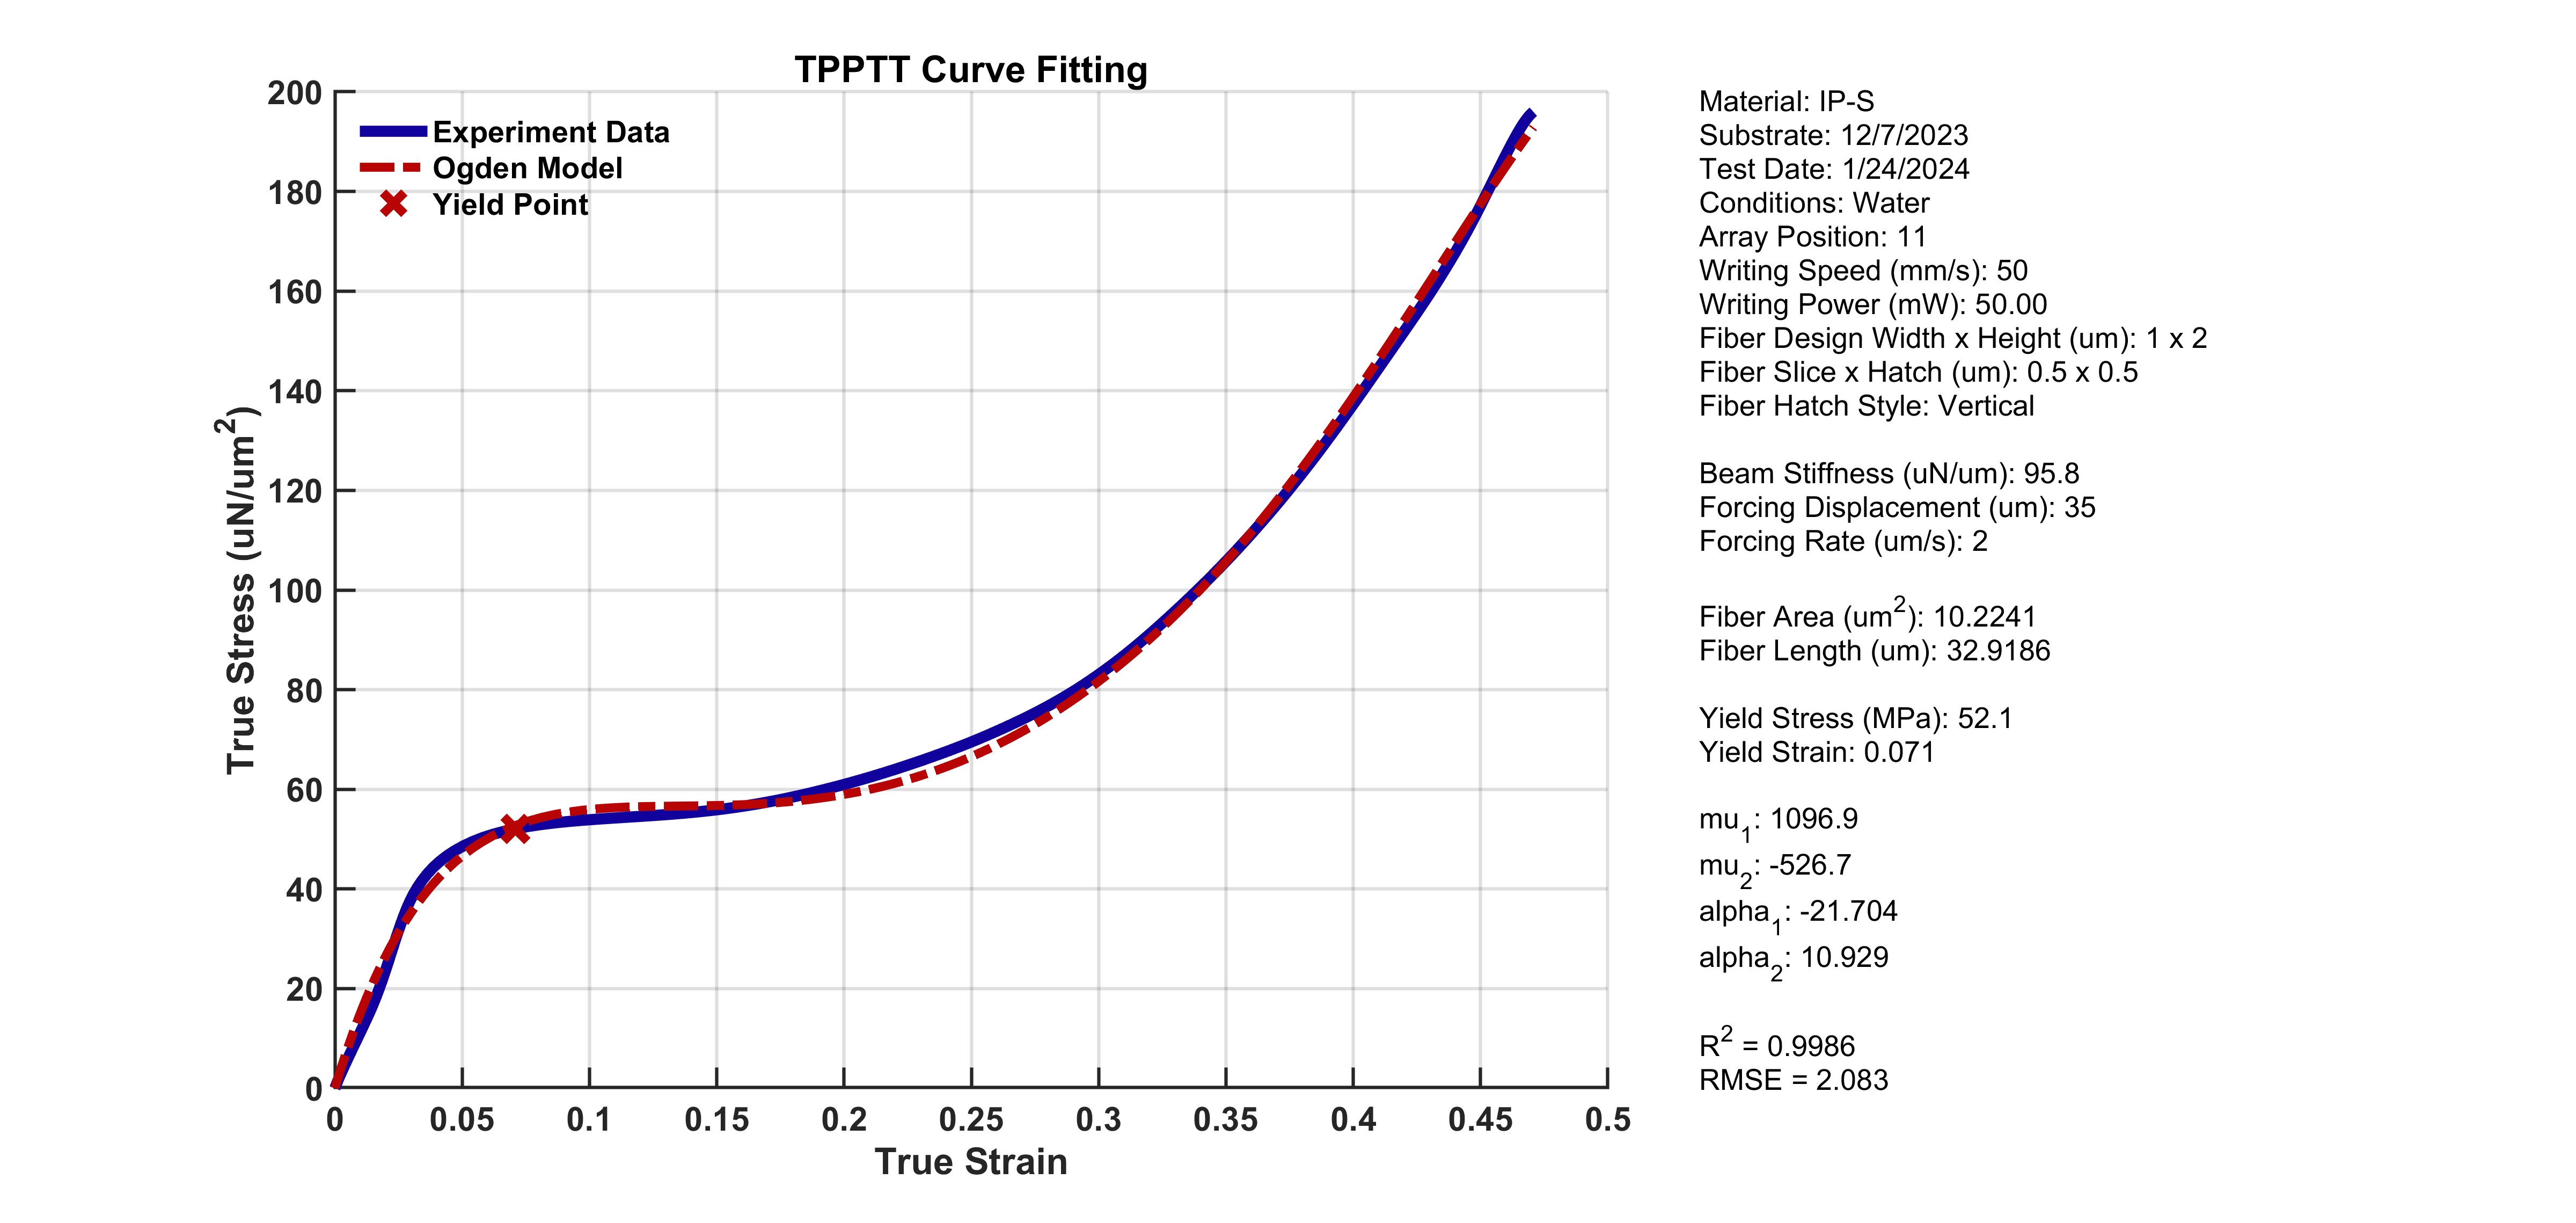 TPPTT Curve Fitting
200
180
160
140
120
100
80
60
40
20
0
True Stress (uN/um²)
Experiment Data
Ogden Model
Yield Point
0 0.05 0.1 0.15 0.2 0.25 0.3 0.35 0.4 0.45 0.5
True Strain
Material: IP-S
Substrate: 12/7/2023
Test Date: 1/24/2024
Conditions: Water
Array Position: 11
Writing Speed (mm/s): 50
Writing Power (mW): 50.00
Fiber Design Width x Height (um): 1 x 2
Fiber Slice x Hatch (um): 0.5 x 0.5
Fiber Hatch Style: Vertical
Beam Stiffness (uN/um): 95.8
Forcing Displacement (um): 35
Forcing Rate (um/s): 2
Fiber Area (um²): 10.2241
Fiber Length (um): 32.9186
Yield Stress (MPa): 52.1
Yield Strain: 0.071
mu₁: 1096.9
mu₂: -526.7
alpha₁: -21.704
alpha₂: 10.929
R² = 0.9986
RMSE = 2.083